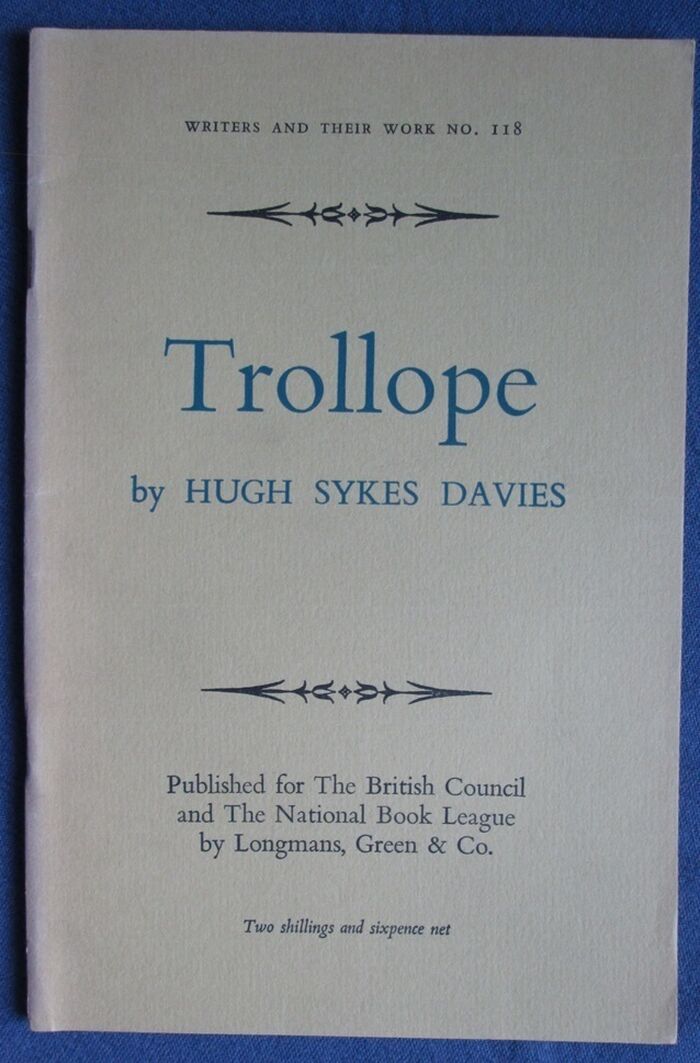 WRITERS AND THEIR WORK NO. 118
Trollope
by HUGH SYKES DAVIES
Published for The British Council
and The National Book League
by Longmans, Green & Co.
Two shillings and sixpence net